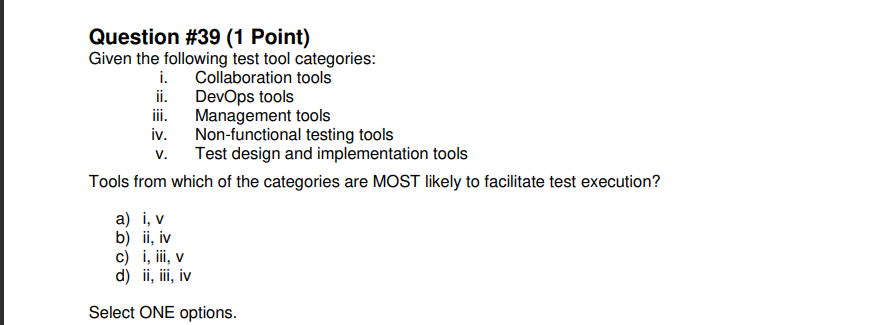 Question #39 (1 Point)
Given the following test tool categories:
i. Collaboration tools
ii. DevOps tools
iii. Management tools
iv. Non-functional testing tools
v. Test design and implementation tools
Tools from which of the categories are MOST likely to facilitate test execution?
a) i, v
b) ii, iv
c) i, iii, v
d) ii, iii, iv
Select ONE options.